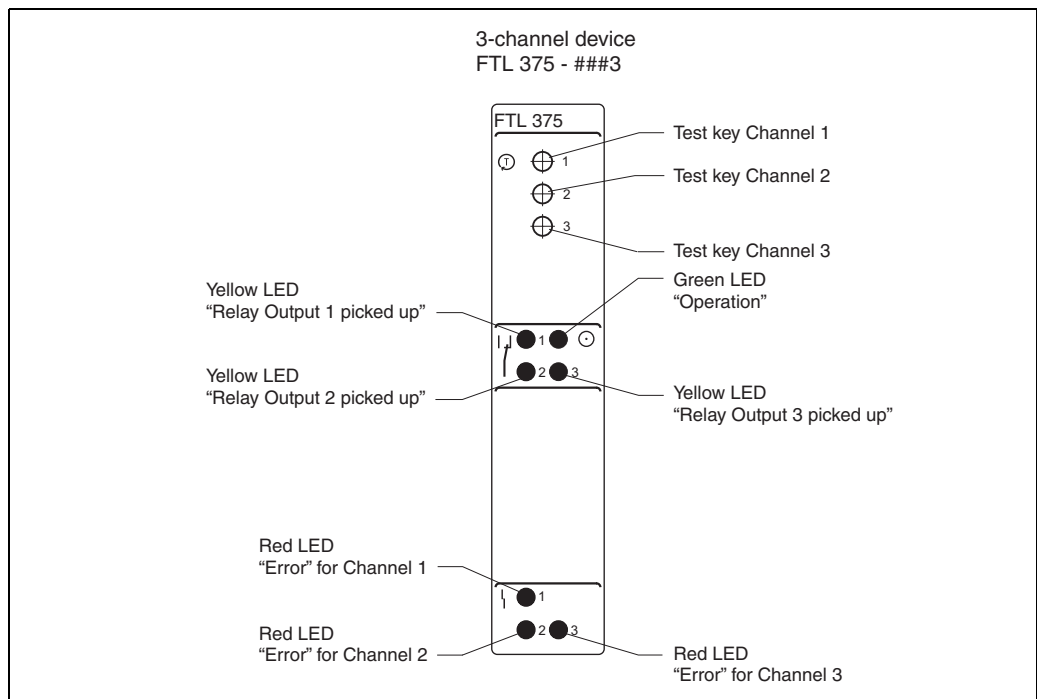 3-channel device
FTL 375 - ###3
FTL 375
Test key Channel 1
T
1
Test key Channel 2
2
3
Test key Channel 3
Green LED
“Operation”
Yellow LED
“Relay Output 1 picked up”
1
Yellow LED
“Relay Output 2 picked up”
2 3
Yellow LED
“Relay Output 3 picked up”
Red LED
“Error” for Channel 1
1
Red LED
“Error” for Channel 2
2 3
Red LED
“Error” for Channel 3